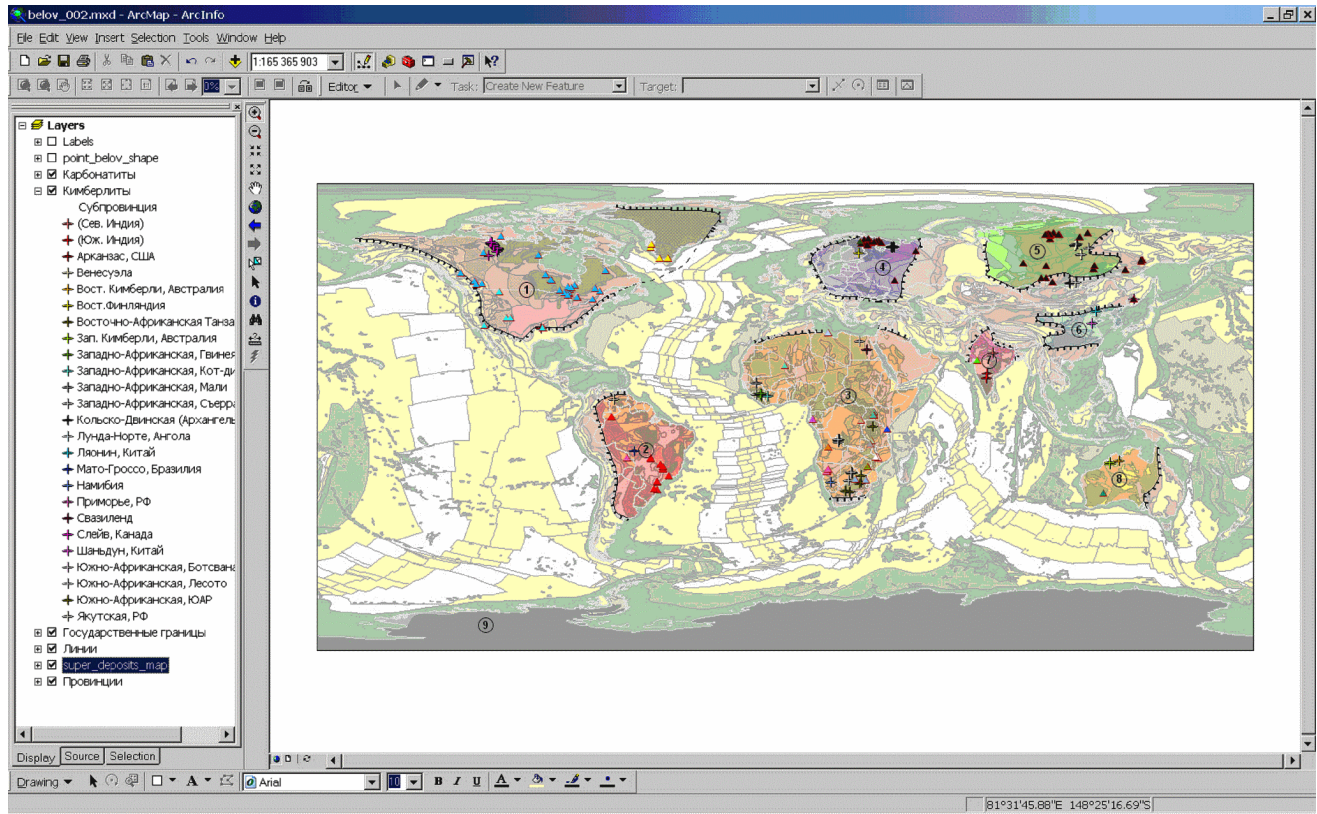 belov_002.mxd - ArcMap - ArcInfo
File Edit View Insert Selection Tools Window Help
1:165 365 903
Editor Task: Create New Feature Target:
Layers
Labels
point_belov_shape
Карбонатиты
Кимберлиты
Субпровинция
(Сев. Индия)
(Юж. Индия)
Арканзас, США
Венесуэла
Вост. Кимберли, Австралия
Вост.Финляндия
Восточно-Африканская Танза
Зап. Кимберли, Австралия
Западно-Африканская, Гвинея
Западно-Африканская, Кот-ди
Западно-Африканская, Мали
Западно-Африканская, Сьерра
Кольско-Двинская (Архангель
Лунда-Норте, Ангола
Ляонин, Китай
Мато-Гроссо, Бразилия
Намибия
Приморье, РФ
Свазиленд
Слейв, Канада
Шаньдун, Китай
Южно-Африканская, Ботсвана
Южно-Африканская, Лесото
Южно-Африканская, ЮАР
Якутская, РФ
Государственные границы
Линии
super_deposits_map
Провинции
1
2
3
4
5
6
7
8
9
Display Source Selection
Drawing A Arial 10 B I U A
81°31'45.88"E 148°25'16.69"S